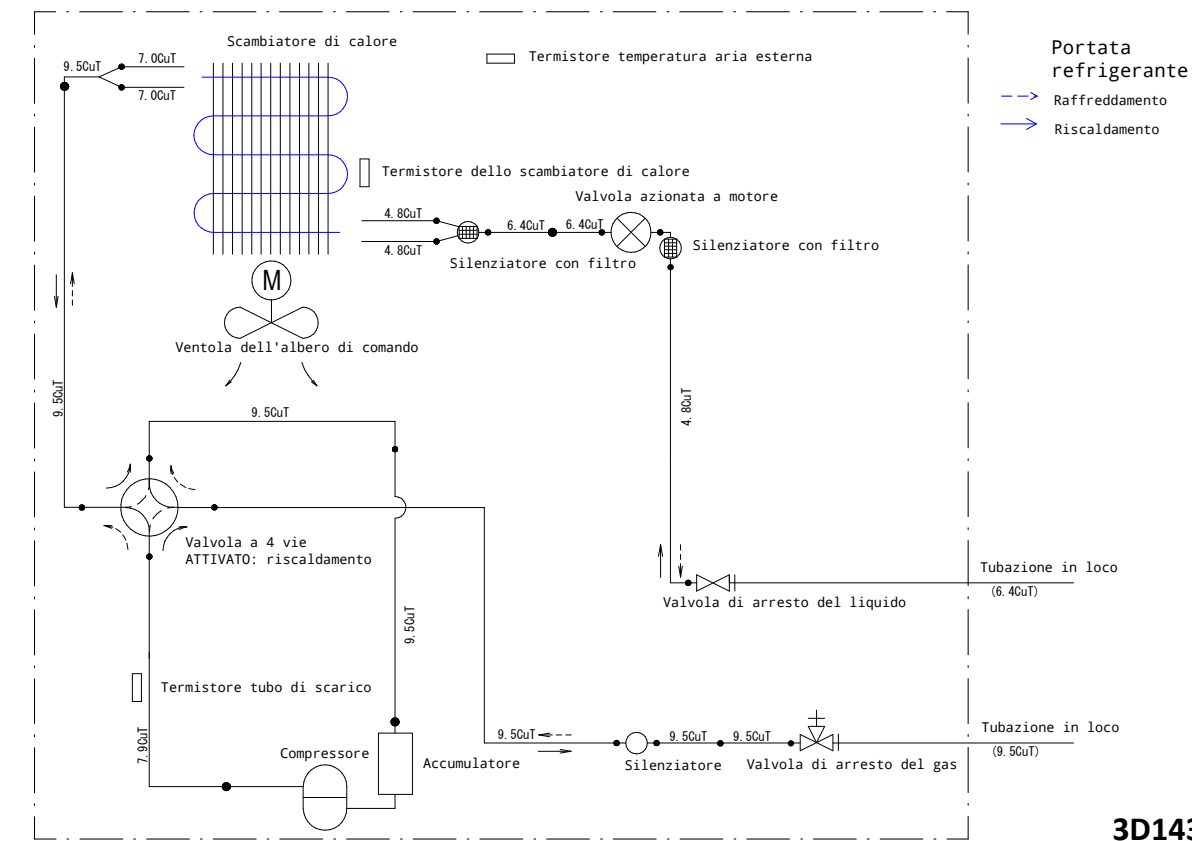 Scambiatore di calore
Termistore temperatura aria esterna
Portata
refrigerante
Raffreddamento
Riscaldamento
9.5CuT
7.0CuT
7.0CuT
Termistore dello scambiatore di calore
Valvola azionata a motore
4.8CuT
4.8CuT
6.4CuT
6.4CuT
Silenziatore con filtro
Silenziatore con filtro
M
Ventola dell'albero di comando
9.5CuT
9.5CuT
4.8CuT
Valvola a 4 vie
ATTIVATO: riscaldamento
Tubazione in loco
(6.4CuT)
Valvola di arresto del liquido
9.5CuT
Termistore tubo di scarico
7.9CuT
Compressore
Accumulatore
9.5CuT
9.5CuT
9.5CuT
Silenziatore
Valvola di arresto del gas
Tubazione in loco
(9.5CuT)
3D143